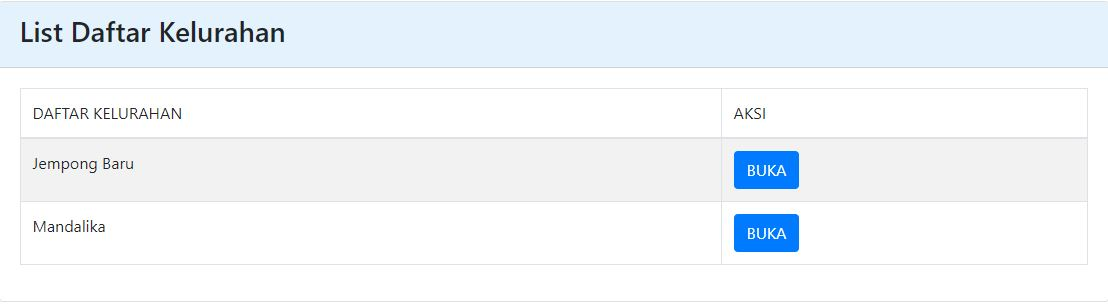 List Daftar Kelurahan
DAFTAR KELURAHAN AKSI
Jempong Baru BUKA
Mandalika BUKA